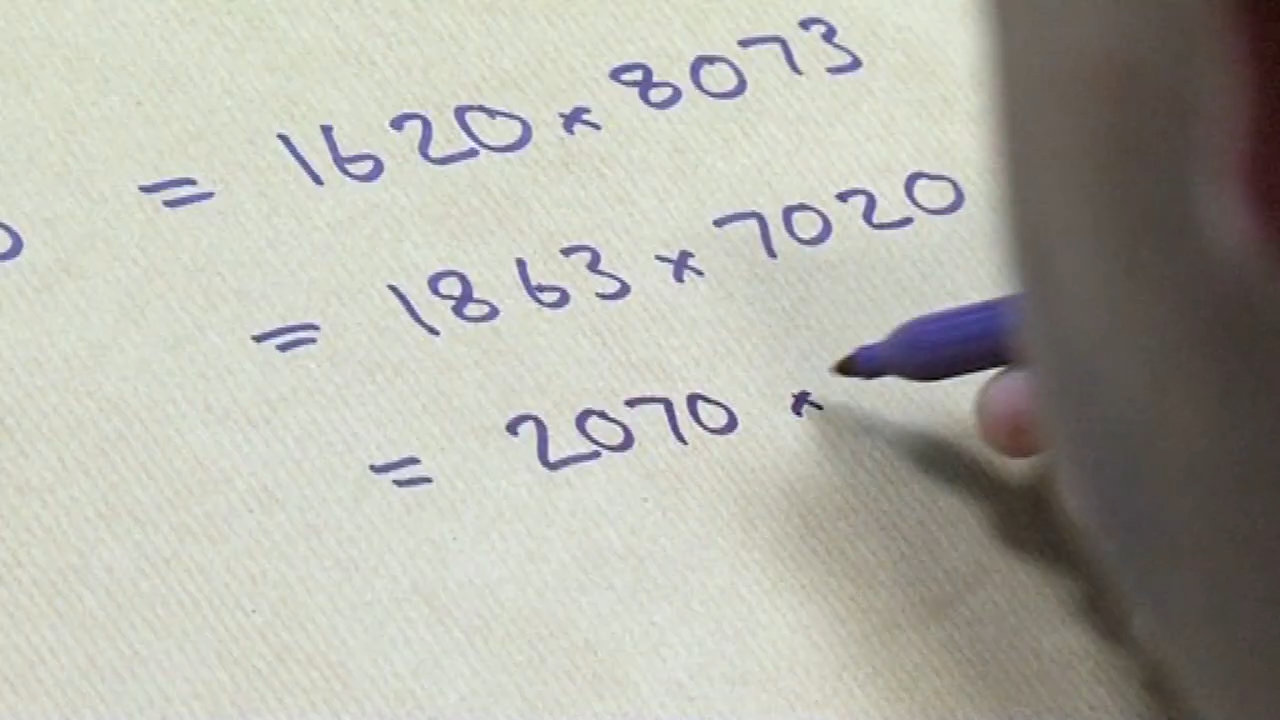 = 1620 × 8073
= 1863 × 7020
= 2070 ×